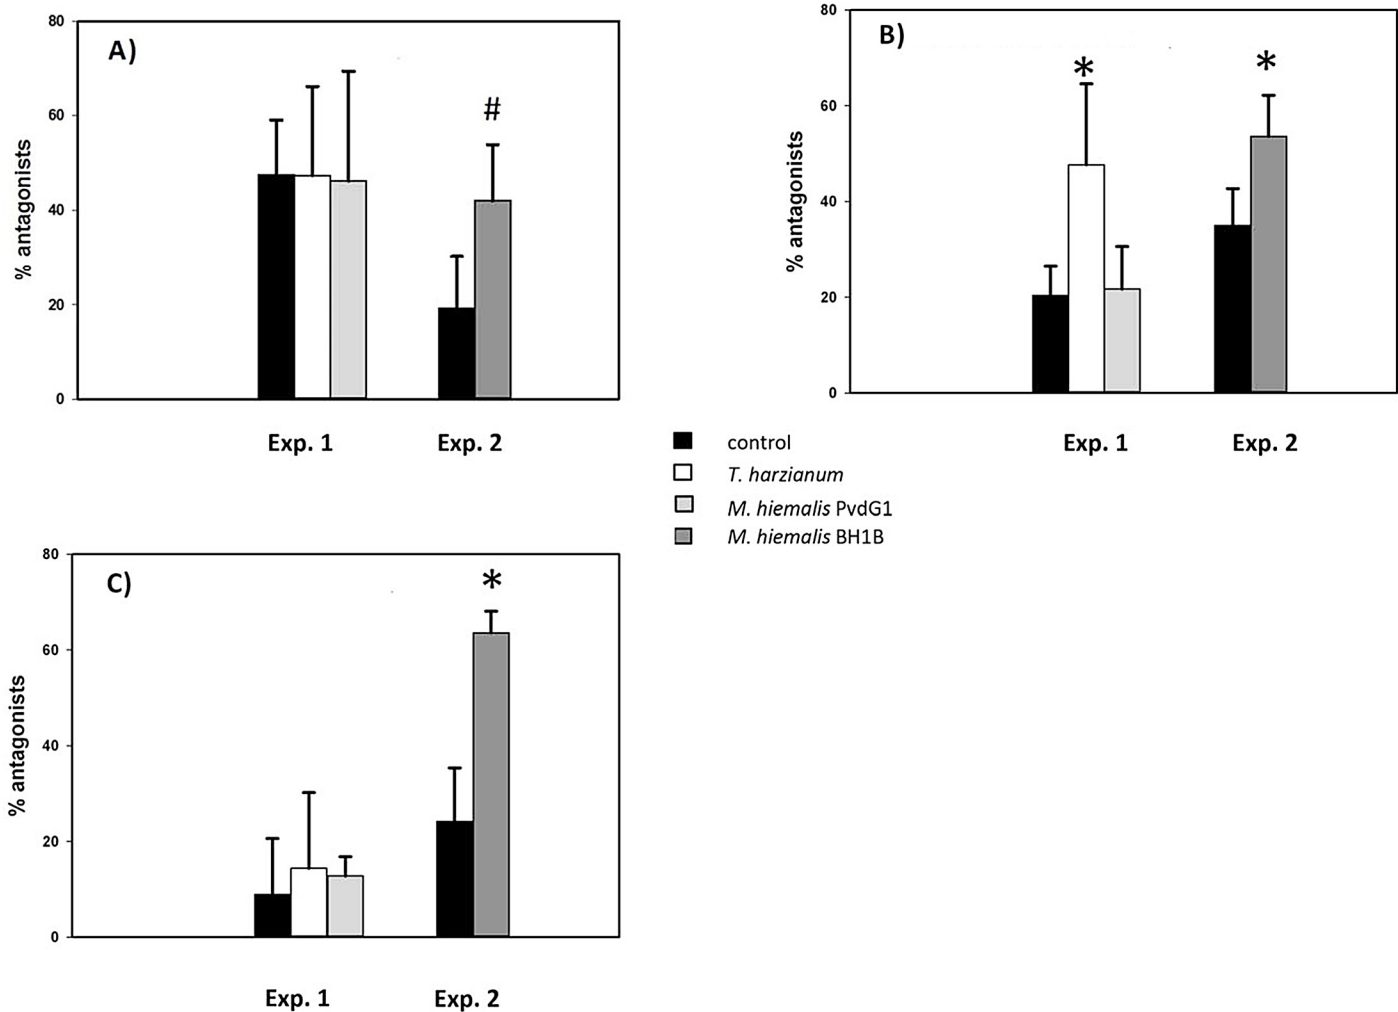 A)
% antagonists
80
60
40
20
0
#
Exp. 1
Exp. 2
B)
% antagonists
80
60
40
20
0
*
*
Exp. 1
Exp. 2
control
T. harzianum
M. hiemalis PvdG1
M. hiemalis BH1B
C)
% antagonists
80
60
40
20
0
*
Exp. 1
Exp. 2